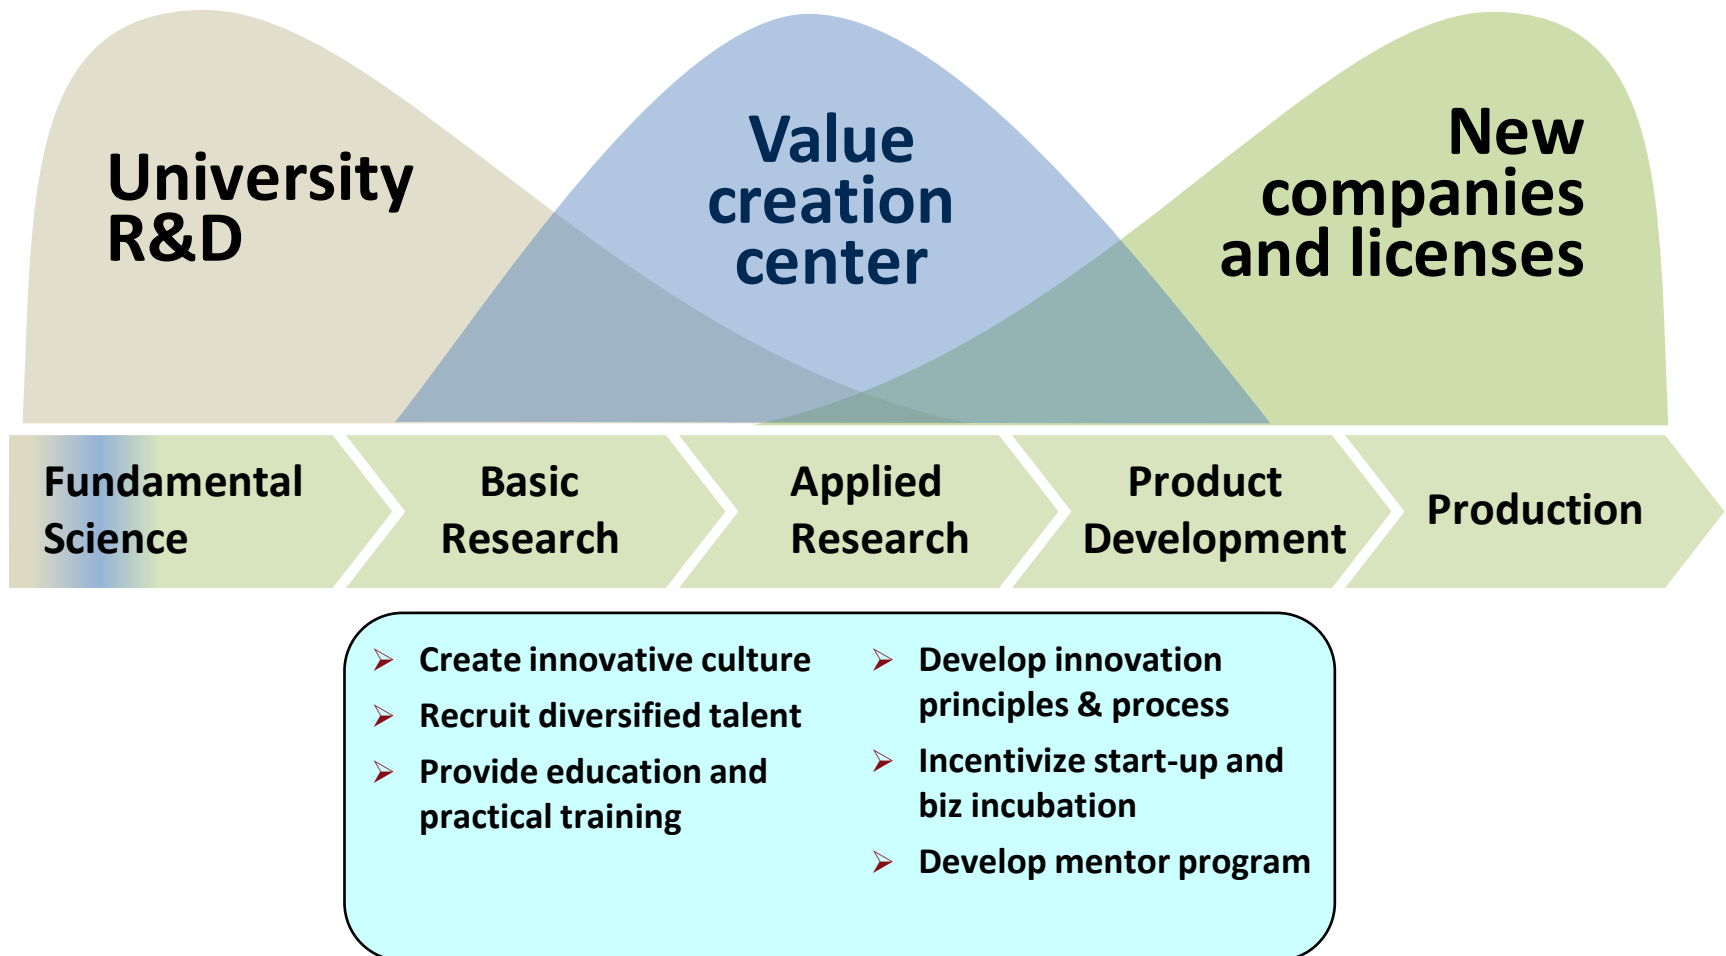 University
R&D
Value
creation
center
New
companies
and licenses
Fundamental
Science
Basic
Research
Applied
Research
Product
Development
Production
Create innovative culture
Recruit diversified talent
Provide education and
practical training
Develop innovation
principles & process
Incentivize start-up and
biz incubation
Develop mentor program